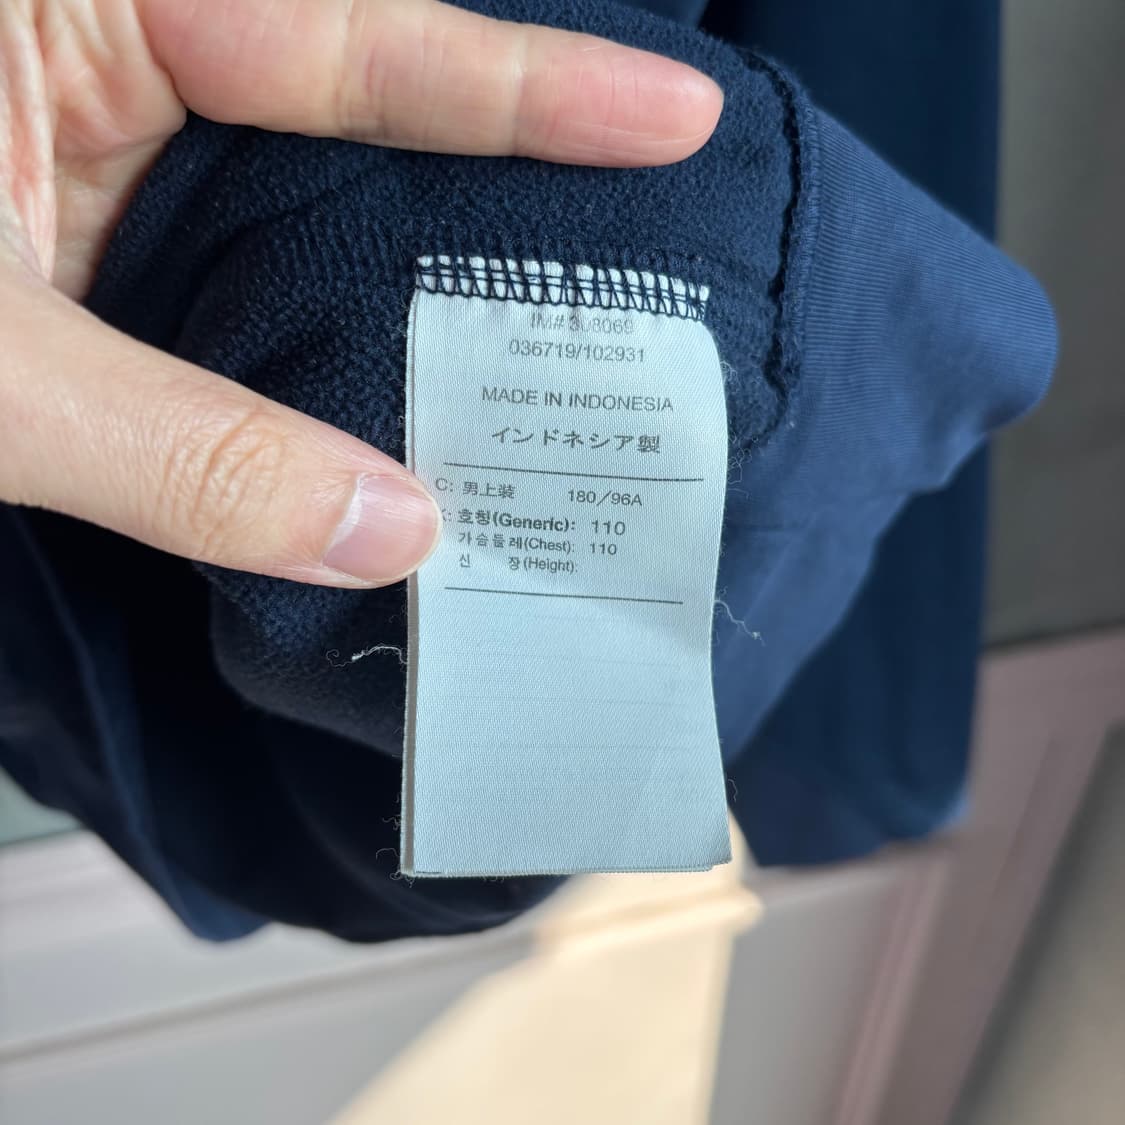 IM# 308069
036719/102931
MADE IN INDONESIA
インドネシア製
C: 男上装 180/96A
호칭(Generic): 110
가슴둘레(Chest): 110
신 장(Height):